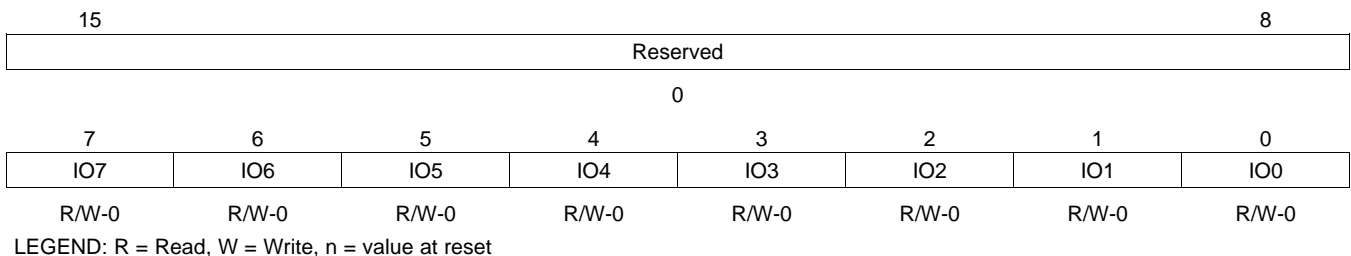 15 8
Reserved
0
7 6 5 4 3 2 1 0
IO7 IO6 IO5 IO4 IO3 IO2 IO1 IO0
R/W-0 R/W-0 R/W-0 R/W-0 R/W-0 R/W-0 R/W-0 R/W-0
LEGEND: R = Read, W = Write, n = value at reset